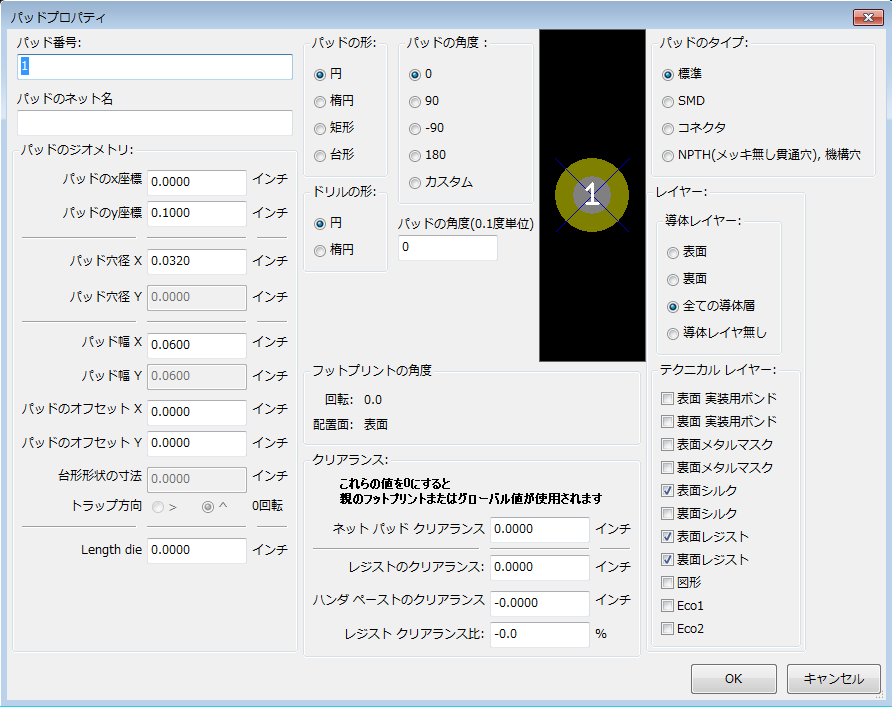 パッドプロパティ
パッド番号:
1
パッドのネット名
パッドのジオメトリ:
パッドのx座標 0.0000 インチ
パッドのy座標 0.1000 インチ
パッド穴径 X 0.0320 インチ
パッド穴径 Y 0.0000 インチ
パッド幅 X 0.0600 インチ
パッド幅 Y 0.0600 インチ
パッドのオフセット X 0.0000 インチ
パッドのオフセット Y 0.0000 インチ
台形形状の寸法 0.0000 インチ
トラップ方向 > ^ 0回転
Length die 0.0000 インチ
パッドの形:
円
楕円
矩形
台形
ドリルの形:
円
楕円
パッドの角度:
0
90
-90
180
カスタム
パッドの角度(0.1度単位)
0
1
フットプリントの角度
回転: 0.0
配置面: 表面
クリアランス:
これらの値を0にすると
親のフットプリントまたはグローバル値が使用されます
ネット パッド クリアランス 0.0000 インチ
レジストのクリアランス: 0.0000 インチ
ハンダ ペーストのクリアランス -0.0000 インチ
レジスト クリアランス比: -0.0 %
パッドのタイプ:
標準
SMD
コネクタ
NPTH(メッキ無し貫通穴), 機構穴
レイヤー:
導体レイヤー:
表面
裏面
全ての導体層
導体レイヤ無し
テクニカル レイヤー:
表面 実装用ボンド
裏面 実装用ボンド
表面メタルマスク
裏面メタルマスク
表面シルク
裏面シルク
表面レジスト
裏面レジスト
図形
Eco1
Eco2
OK
キャンセル